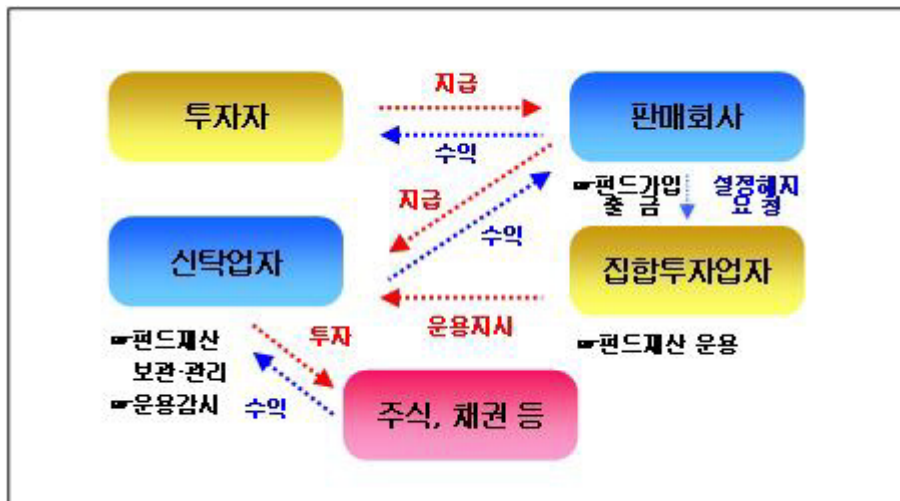 지급
투자자
판매회사
수익
☞펀드가입
출 금
설정해지
요 청
지급
수익
신탁업자
집합투자업자
운용지시
☞펀드재산
보관·관리
☞운용감시
투자
☞펀드재산 운용
수익
주식, 채권 등